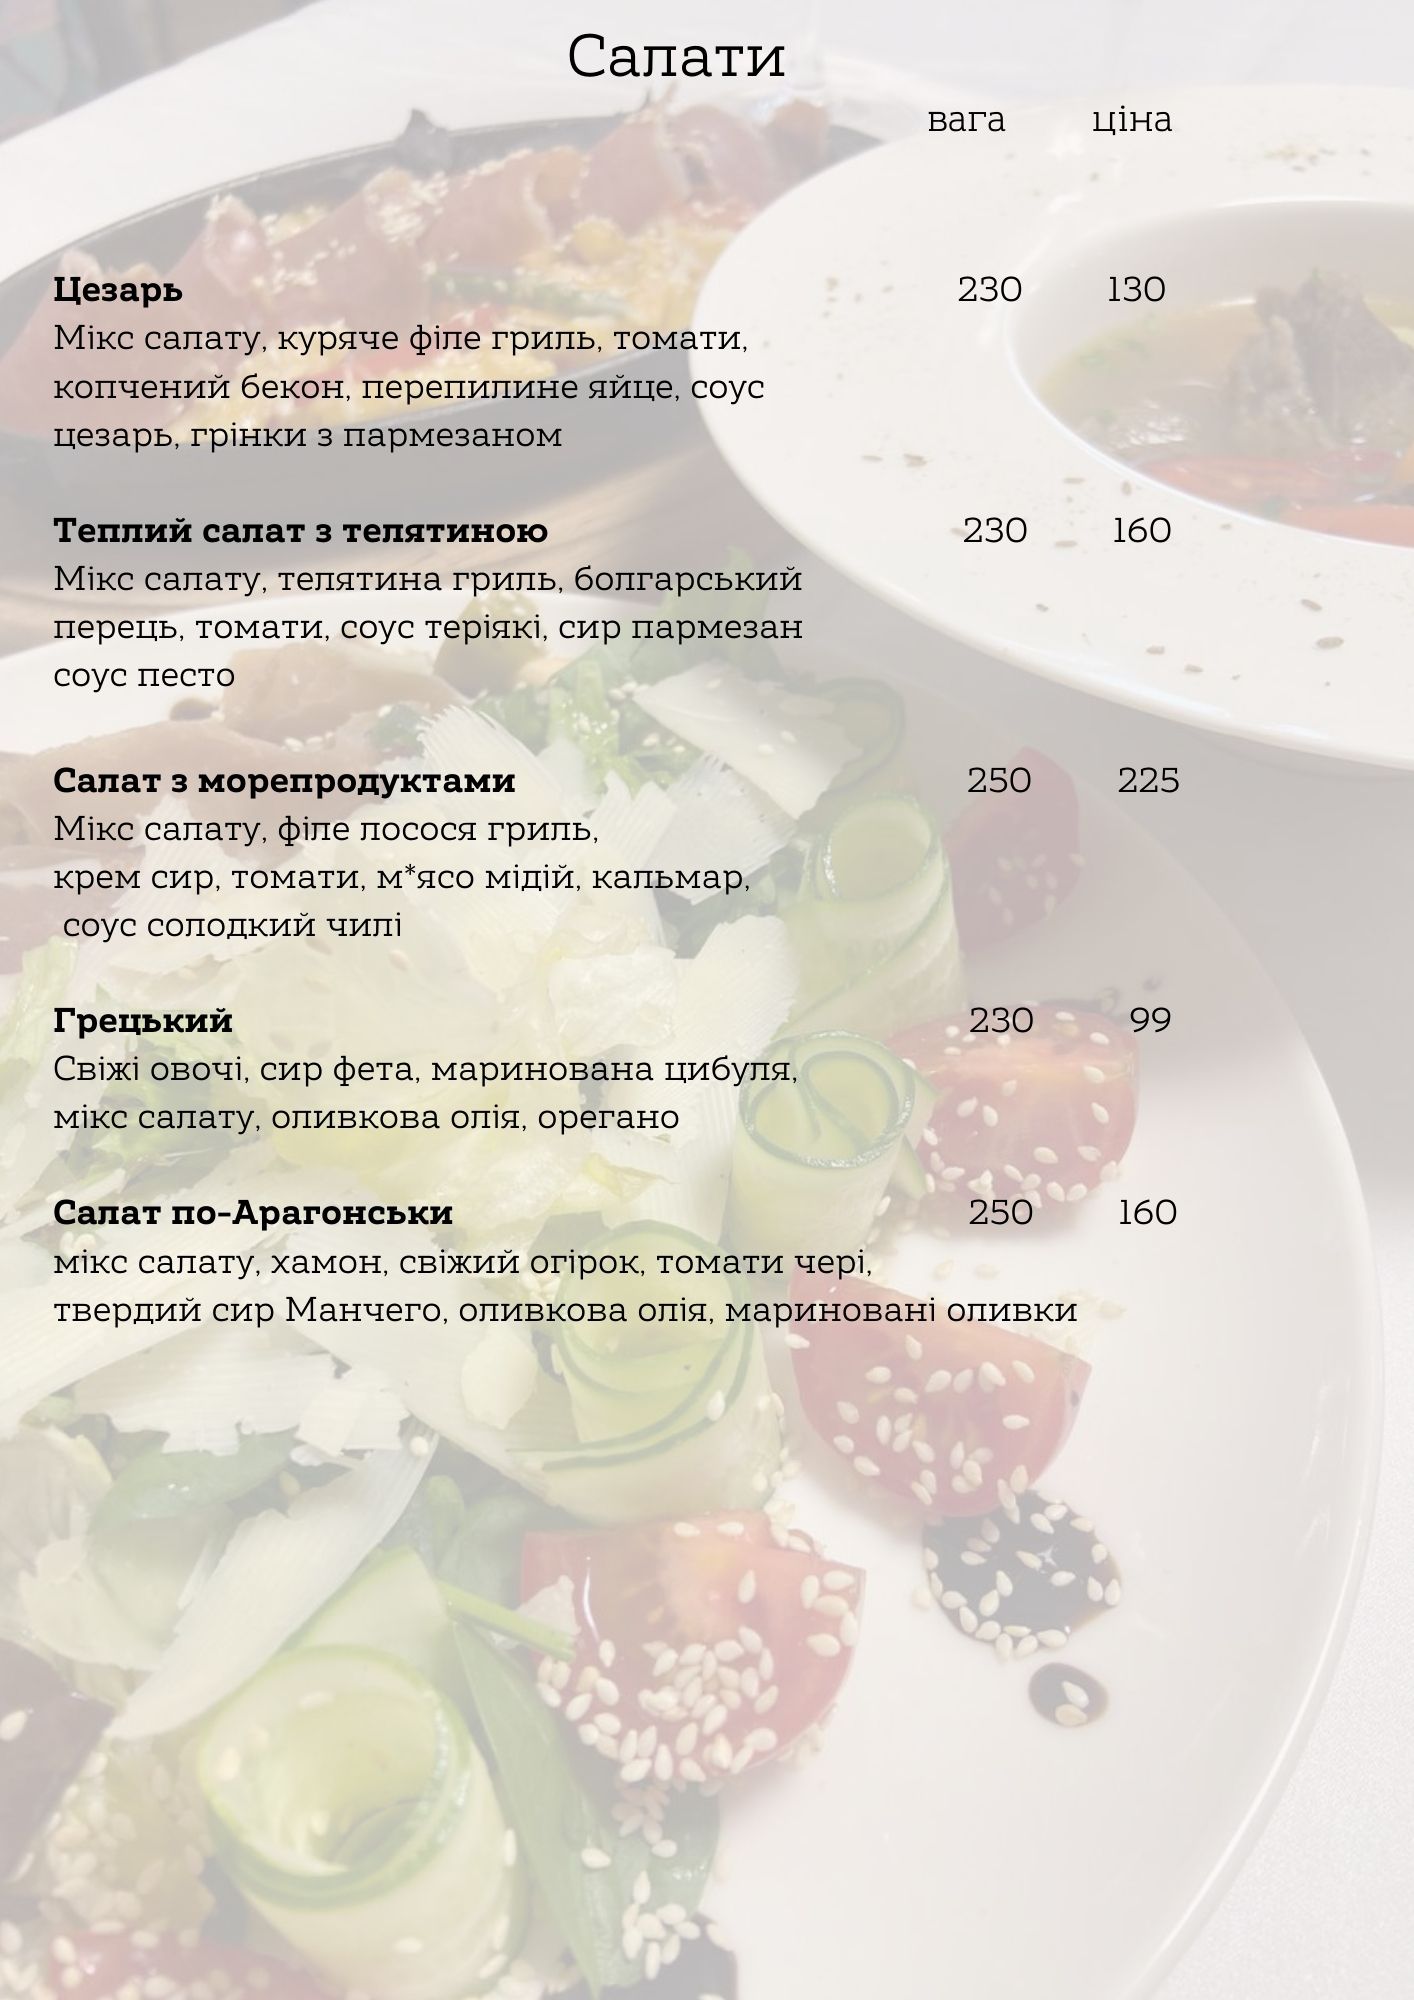 Салати
вага ціна
Цезарь 230 130
Мікс салату, куряче філе гриль, томати,
копчений бекон, перепилине яйце, соус
цезарь, грінки з пармезаном
Теплий салат з телятиною 230 160
Мікс салату, телятина гриль, болгарський
перець, томати, соус теріякі, сир пармезан
соус песто
Салат з морепродуктами 250 225
Мікс салату, філе лосося гриль,
крем сир, томати, м*ясо мідій, кальмар,
соус солодкий чилі
Грецький 230 99
Свіжі овочі, сир фета, маринована цибуля,
мікс салату, оливкова олія, орегано
Салат по-Арагонськи 250 160
мікс салату, хамон, свіжий огірок, томати чері,
твердий сир Манчего, оливкова олія, мариновані оливки